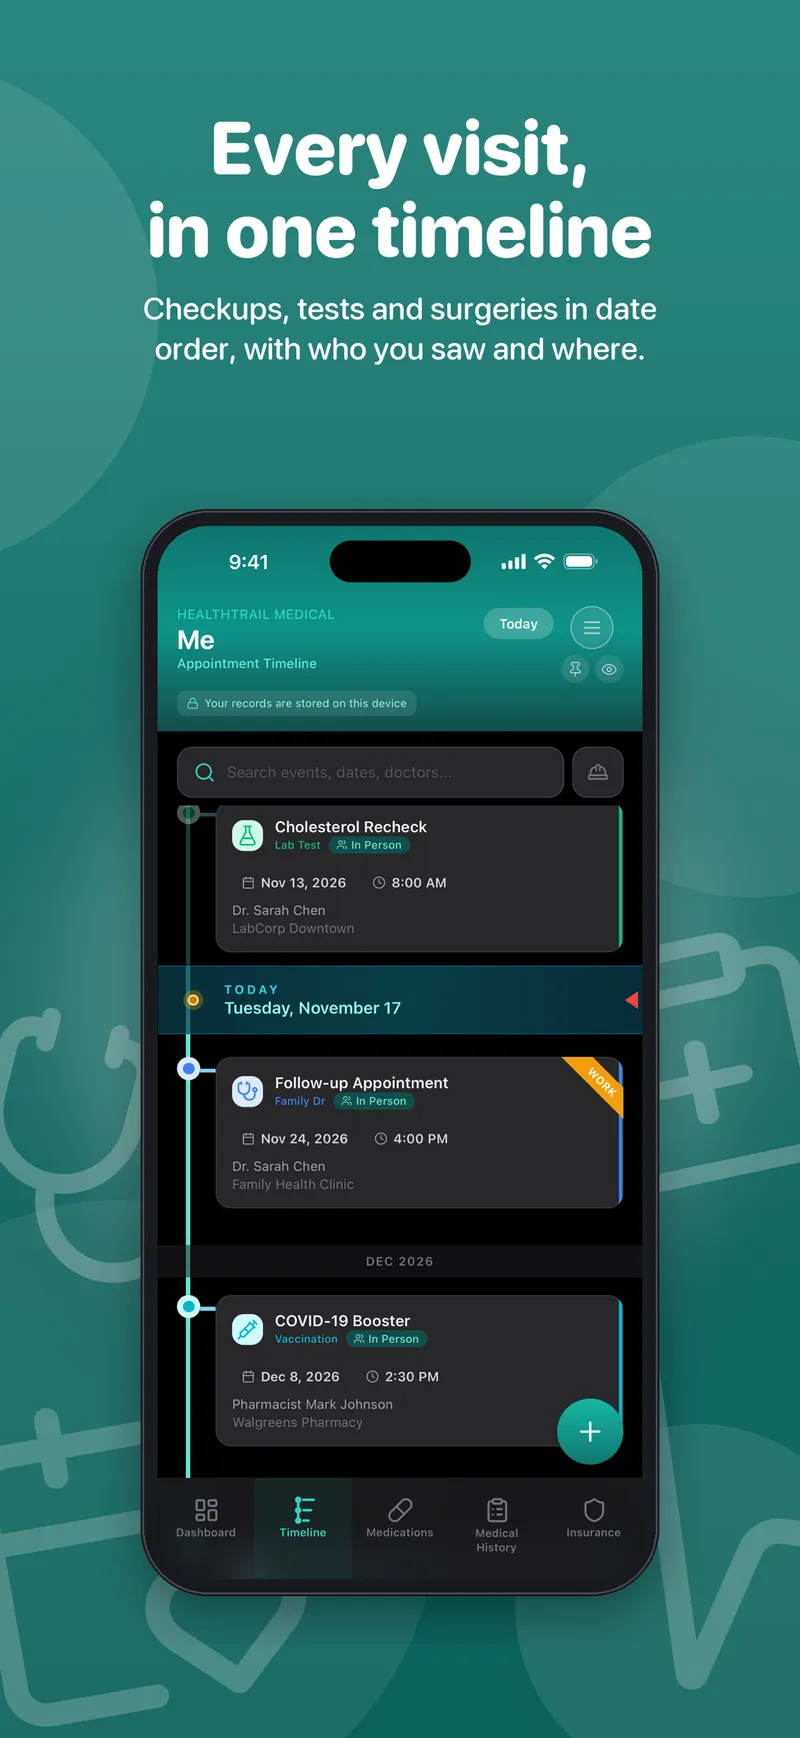 Every visit,
in one timeline
Checkups, tests and surgeries in date
order, with who you saw and where.
9:41
HEALTHTRAIL MEDICAL
Me
Appointment Timeline
Today
Your records are stored on this device
Search events, dates, doctors...
Cholesterol Recheck
Lab Test In Person
Nov 13, 2026 8:00 AM
Dr. Sarah Chen
LabCorp Downtown
TODAY
Tuesday, November 17
Follow-up Appointment
WORK
Family Dr In Person
Nov 24, 2026 4:00 PM
Dr. Sarah Chen
Family Health Clinic
DEC 2026
COVID-19 Booster
Vaccination In Person
Dec 8, 2026 2:30 PM
Pharmacist Mark Johnson
Walgreens Pharmacy
Dashboard
Timeline
Medications
Medical
History
Insurance